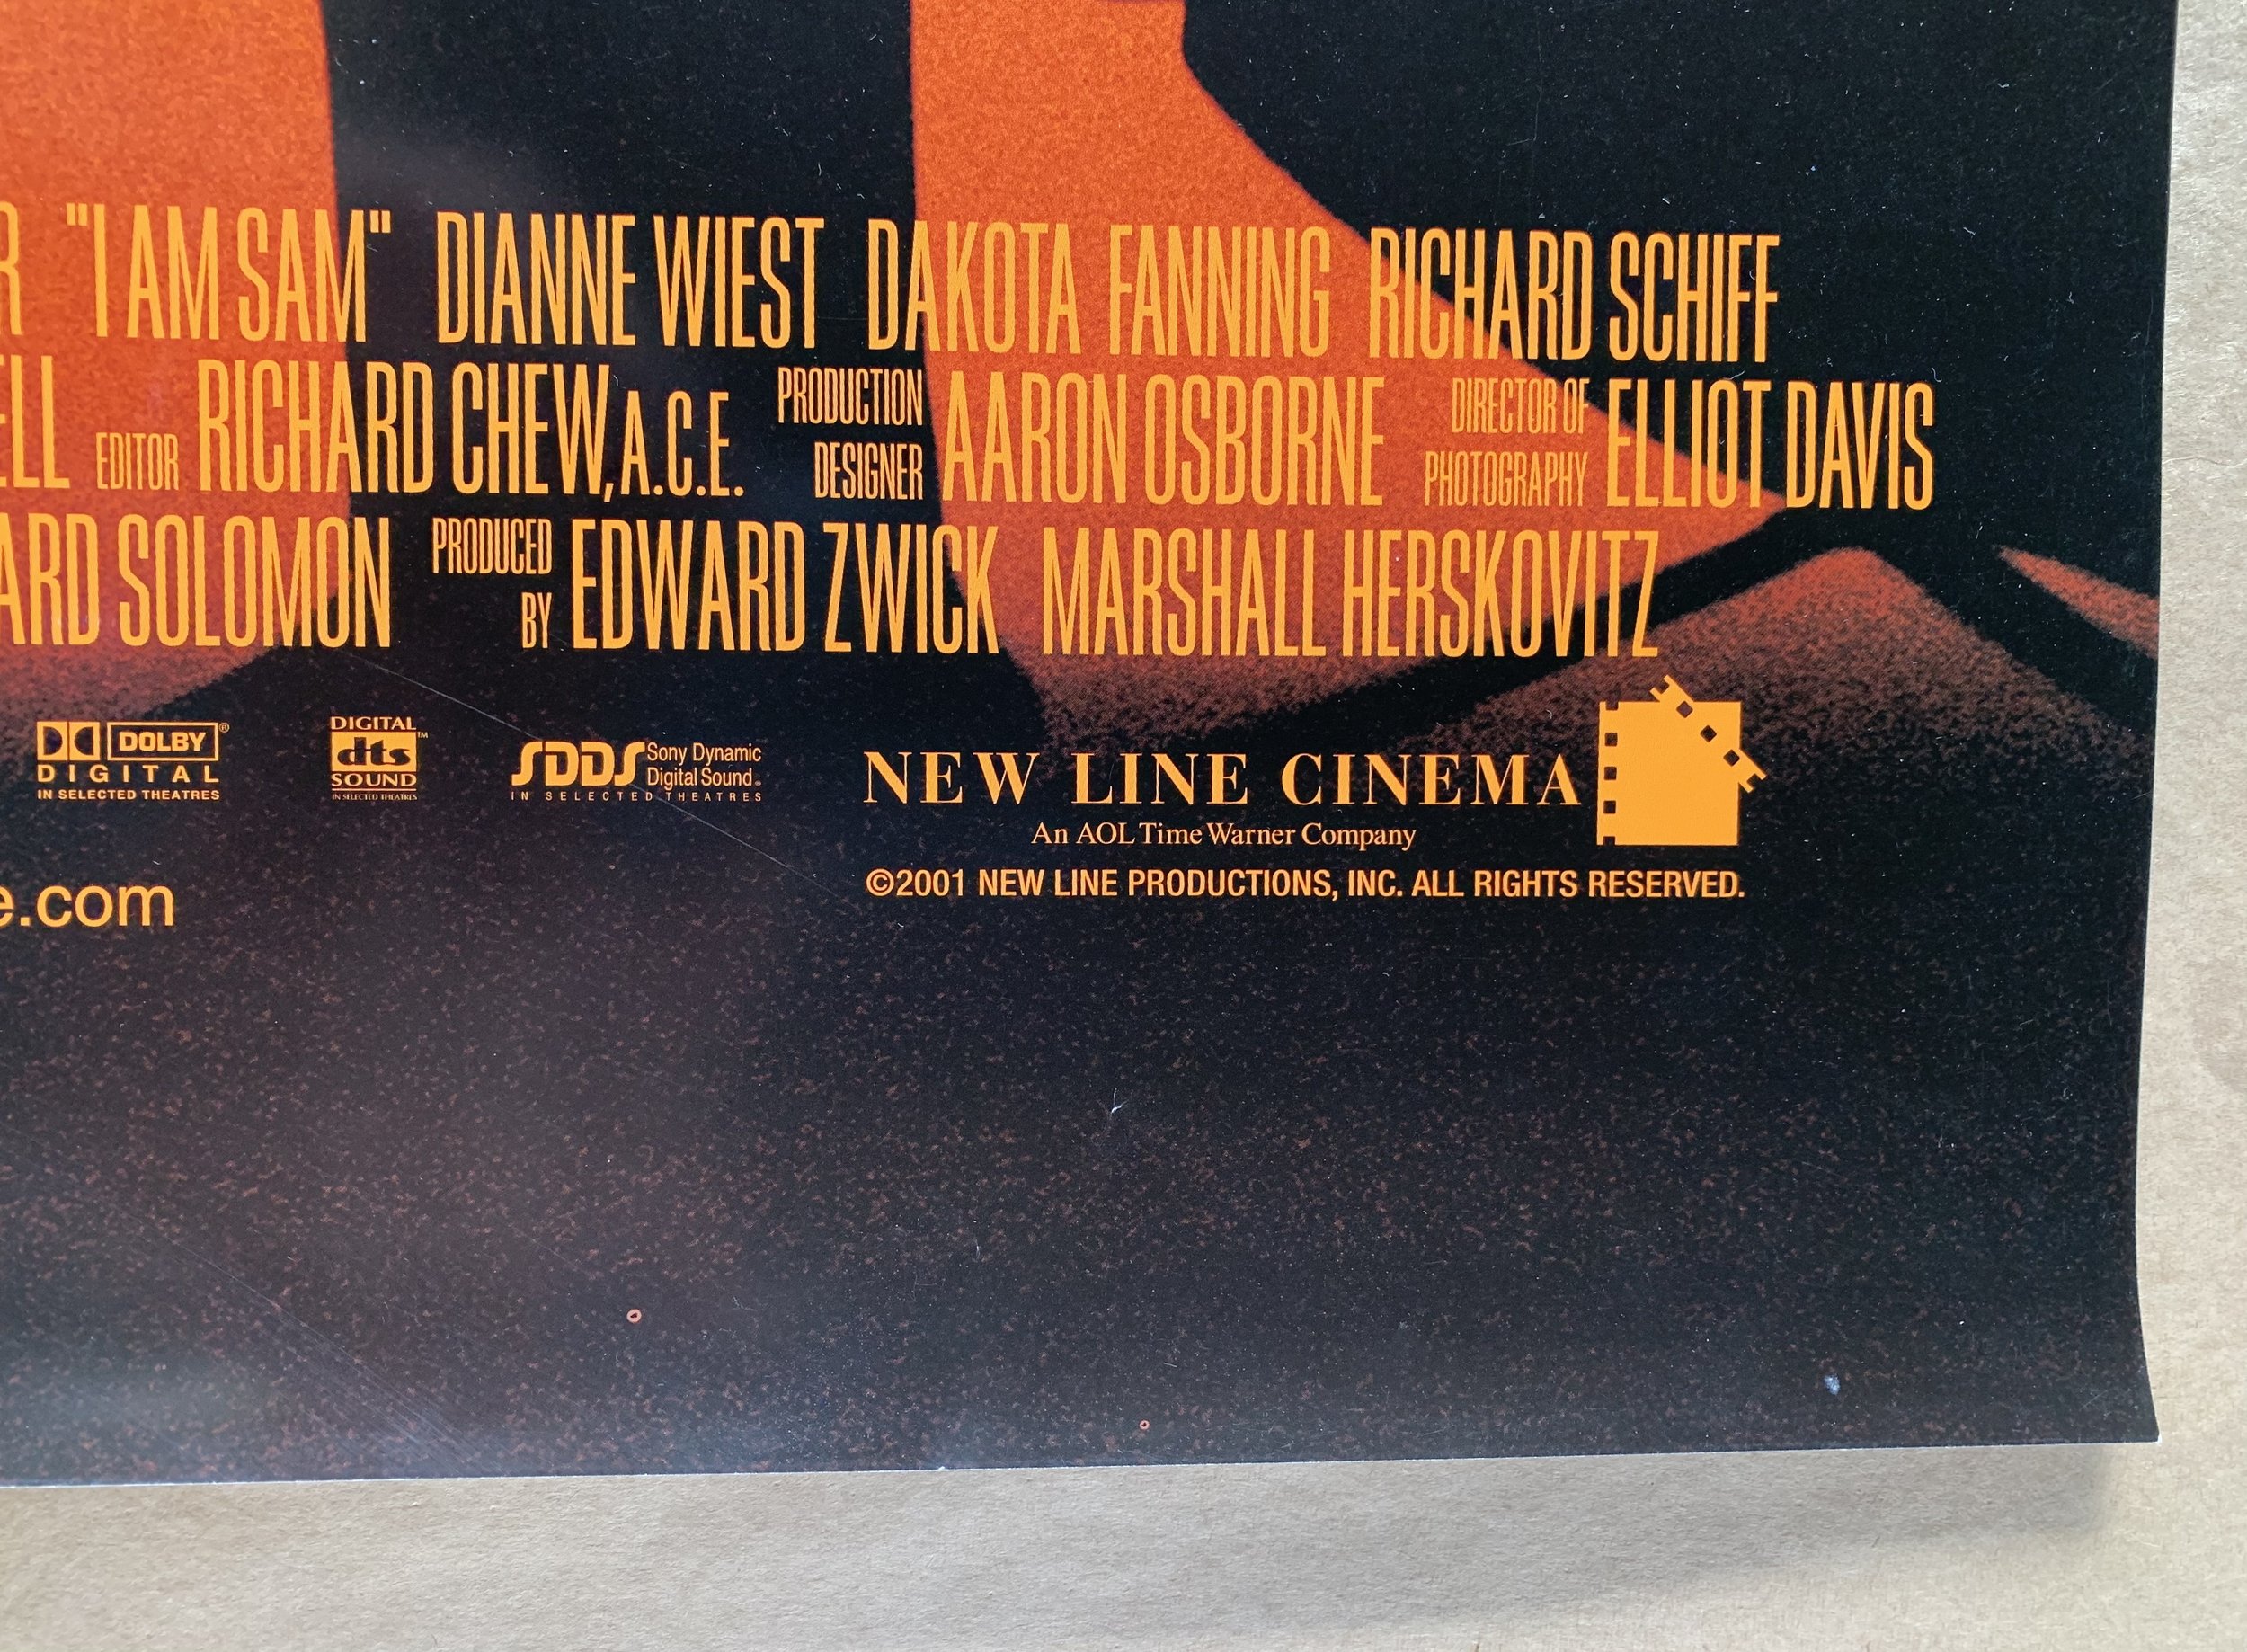 R "I AM SAM" DIANNE WIEST DAKOTA FANNING RICHARD SCHIFF
ELL EDITOR RICHARD CHEW, A.C.E. PRODUCTION DESIGNER AARON OSBORNE DIRECTOR OF PHOTOGRAPHY ELLIOT DAVIS
ARD SOLOMON PRODUCED BY EDWARD ZWICK MARSHALL HERSKOVITZ
DOLBY®
DIGITAL
IN SELECTED THEATRES
DIGITAL
dts™
SOUND
IN SELECTED THEATRES
SDDS Sony Dynamic
Digital Sound®
IN SELECTED THEATRES
NEW LINE CINEMA
An AOL Time Warner Company
©2001 NEW LINE PRODUCTIONS, INC. ALL RIGHTS RESERVED.
e.com